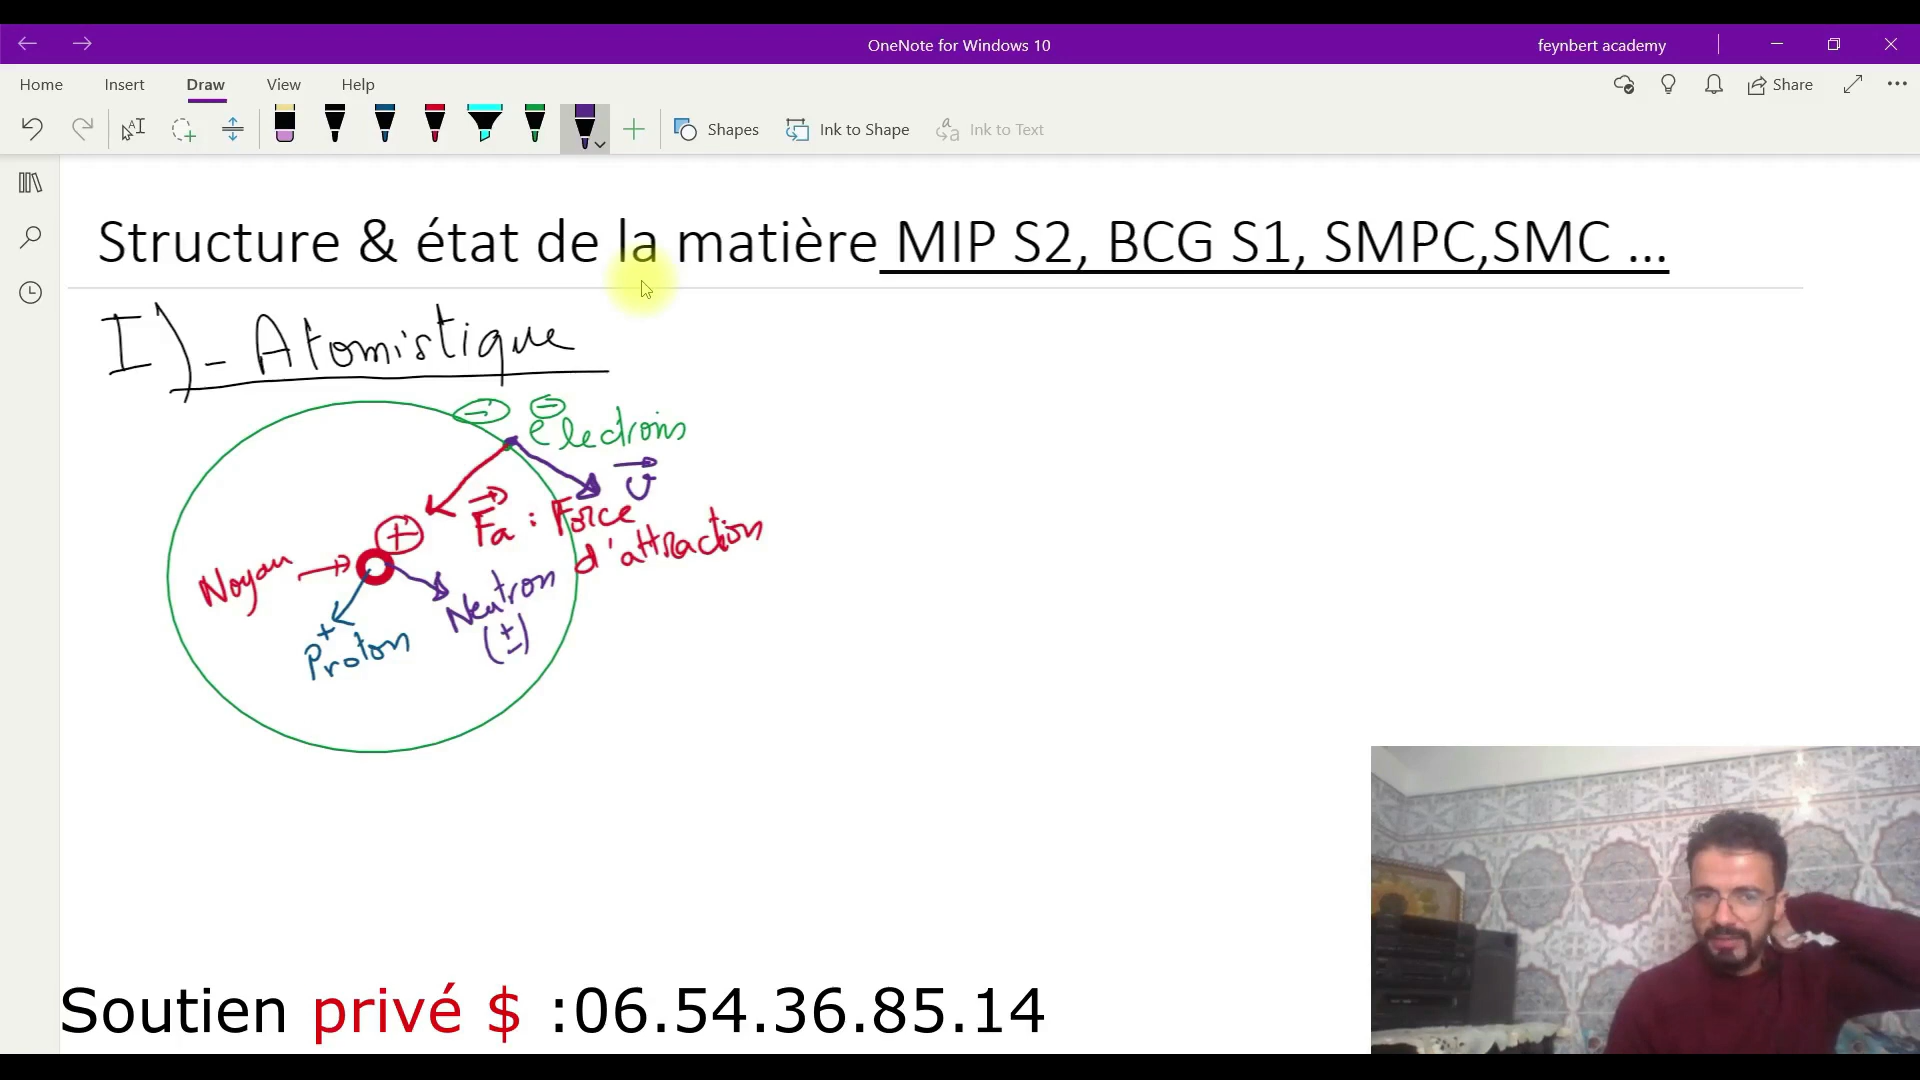 OneNote for Windows 10
feynbert academy
Home Insert Draw View Help
Share
Shapes
Ink to Shape
Ink to Text
Structure & état de la matière MIP S2, BCG S1, SMPC,SMC ...
I)- Atomistique
électrons
v
Fa : Force
d'attraction
+
Noyau
Neutron
(±)
+
Proton
Soutien privé $ :06.54.36.85.14